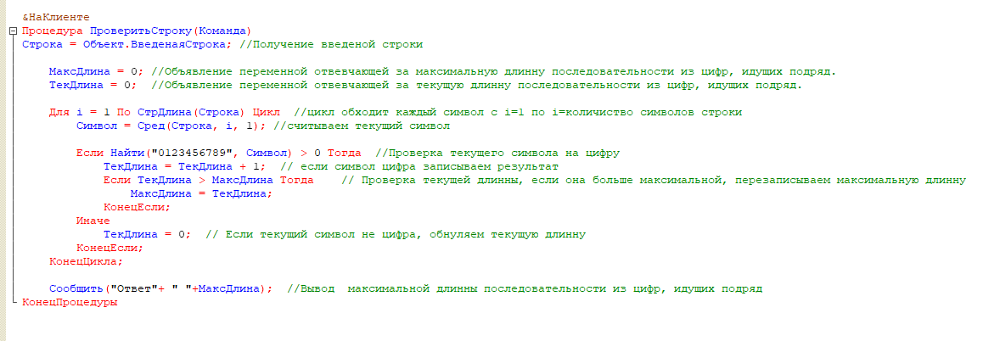 &НаКлиенте
Процедура ПроверитьСтроку(Команда)
Строка = Объект.ВведенаяСтрока; //Получение введеной строки
МаксДлина = 0; //Объявление переменной отвевчающей за максимальную длинну последовательности из цифр, идущих подряд.
ТекДлина = 0;  //Объявление переменной отвевчающей за текущую длинну последовательности из цифр, идущих подряд.
Для i = 1 По СтрДлина(Строка) Цикл  //цикл обходит каждый символ с i=1 по i=количиство символов строки
Символ = Сред(Строка, i, 1); //считываем текущий символ
Если Найти("0123456789", Символ) > 0 Тогда  //Проверка текущего символа на цифру
ТекДлина = ТекДлина + 1;  // если символ цифра записываем результат
Если ТекДлина > МаксДлина Тогда    // Проверка текущей длинны, если она больше максимальной, перезаписываем максимальную длинну
МаксДлина = ТекДлина;
КонецЕсли;
Иначе
ТекДлина = 0;  // Если текущий символ не цифра, обнуляем текущую длинну
КонецЕсли;
КонецЦикла;
Сообщить("Ответ"+ " "+МаксДлина);  //Вывод  максимальной длинны последовательности из цифр, идущих подряд
КонецПроцедуры